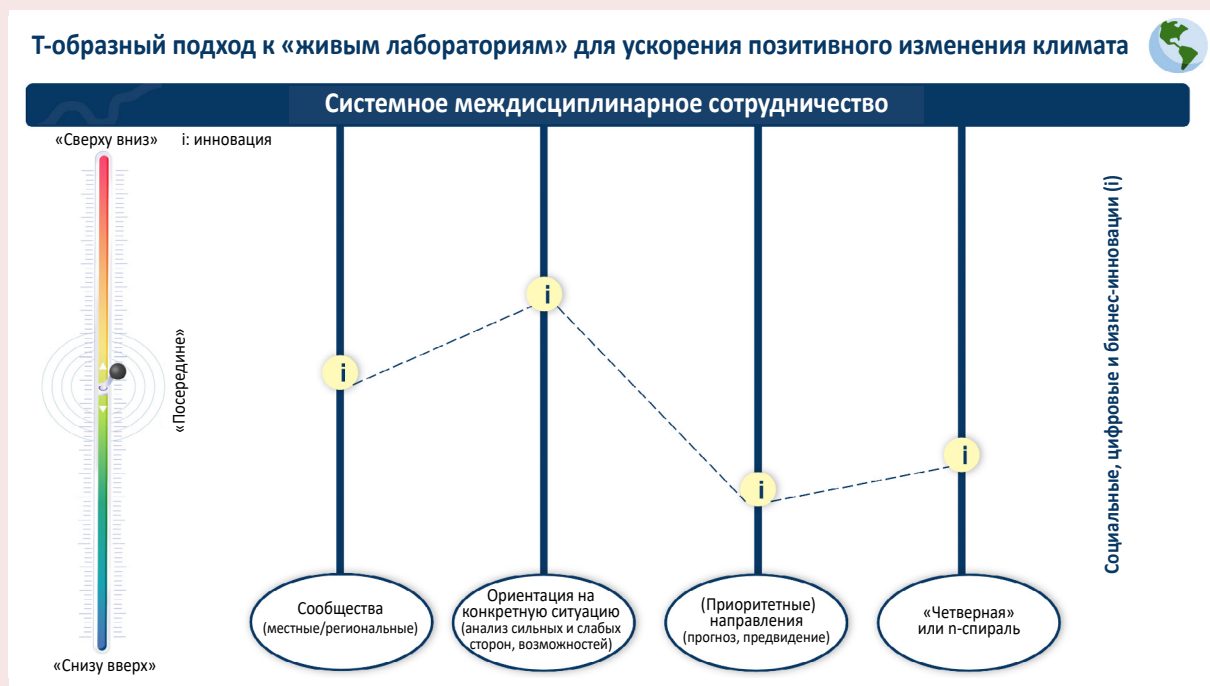 Т-образный подход к «живым лабораториям» для ускорения позитивного изменения климата
Системное междисциплинарное сотрудничество
«Сверху вниз»
i: инновация
«Посередине»
i
i
i
i
Социальные, цифровые и бизнес-инновации (i)
Сообщества
(местные/региональные)
Ориентация на
конкретную ситуацию
(анализ сильных и слабых
сторон, возможностей)
(Приоритетные)
направления
(прогноз, предвидение)
«Четверная»
или n-спираль
«Снизу вверх»